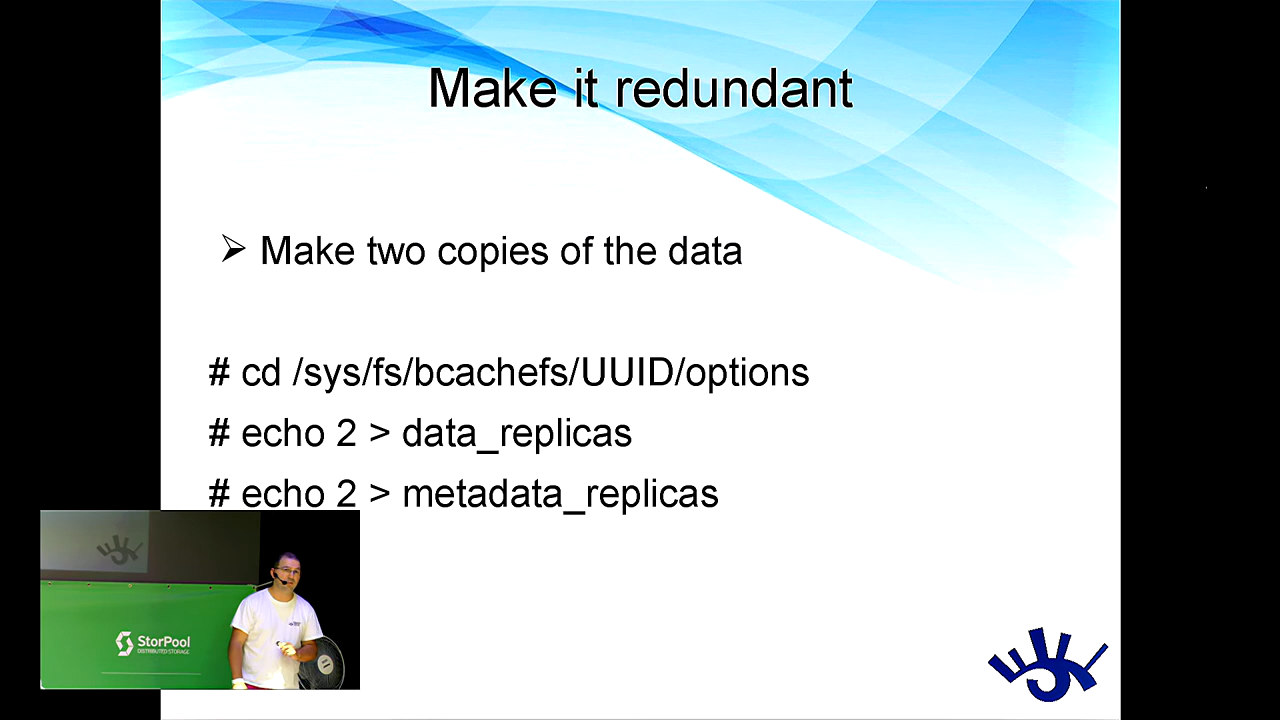 Make it redundant
➢ Make two copies of the data
# cd /sys/fs/bcachefs/UUID/options
# echo 2 > data_replicas
# echo 2 > metadata_replicas
StorPool
DISTRIBUTED STORAGE